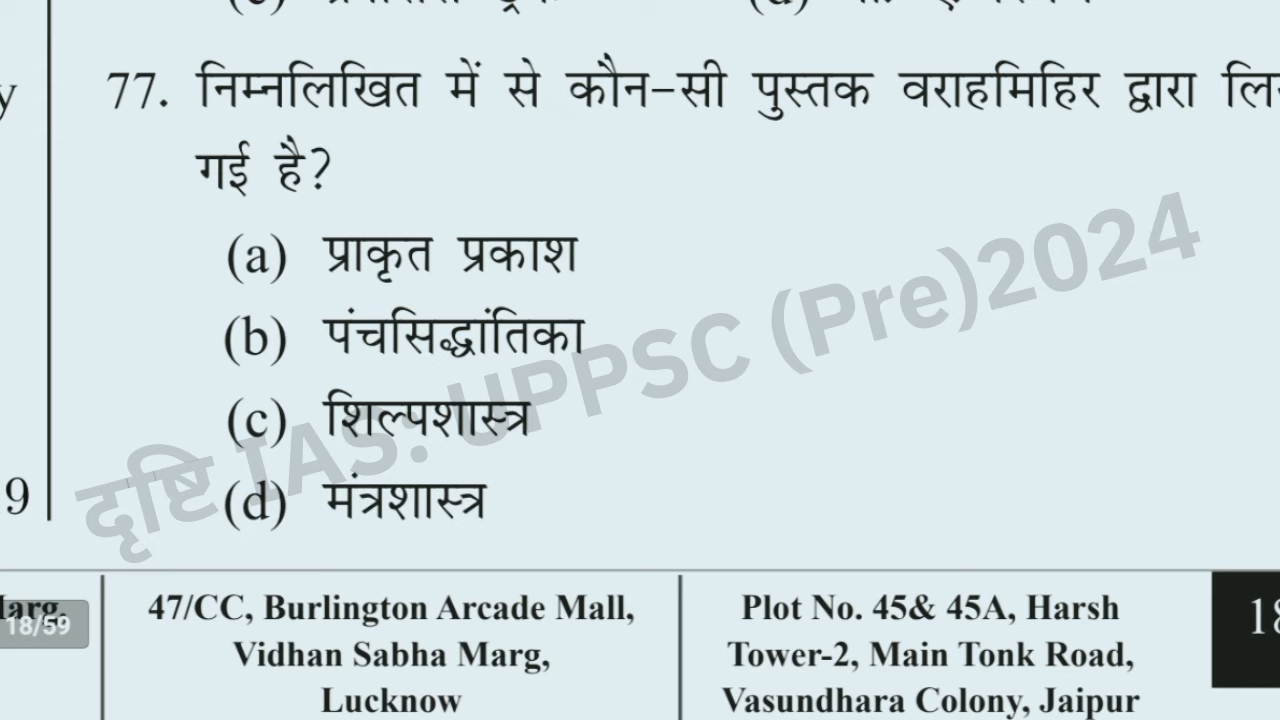 77. निम्नलिखित में से कौन-सी पुस्तक वराहमिहिर द्वारा
गई है?
(a) प्राकृत प्रकाश
(b) पंचसिद्धांतिका
(c) शिल्पशास्त्र
(d) मंत्रशास्त्र
दृष्टि IAS: UPPSC (Pre)2024
9
18/59
47/CC, Burlington Arcade Mall,
Vidhan Sabha Marg,
Lucknow
Plot No. 45& 45A, Harsh
Tower-2, Main Tonk Road,
Vasundhara Colony, Jaipur